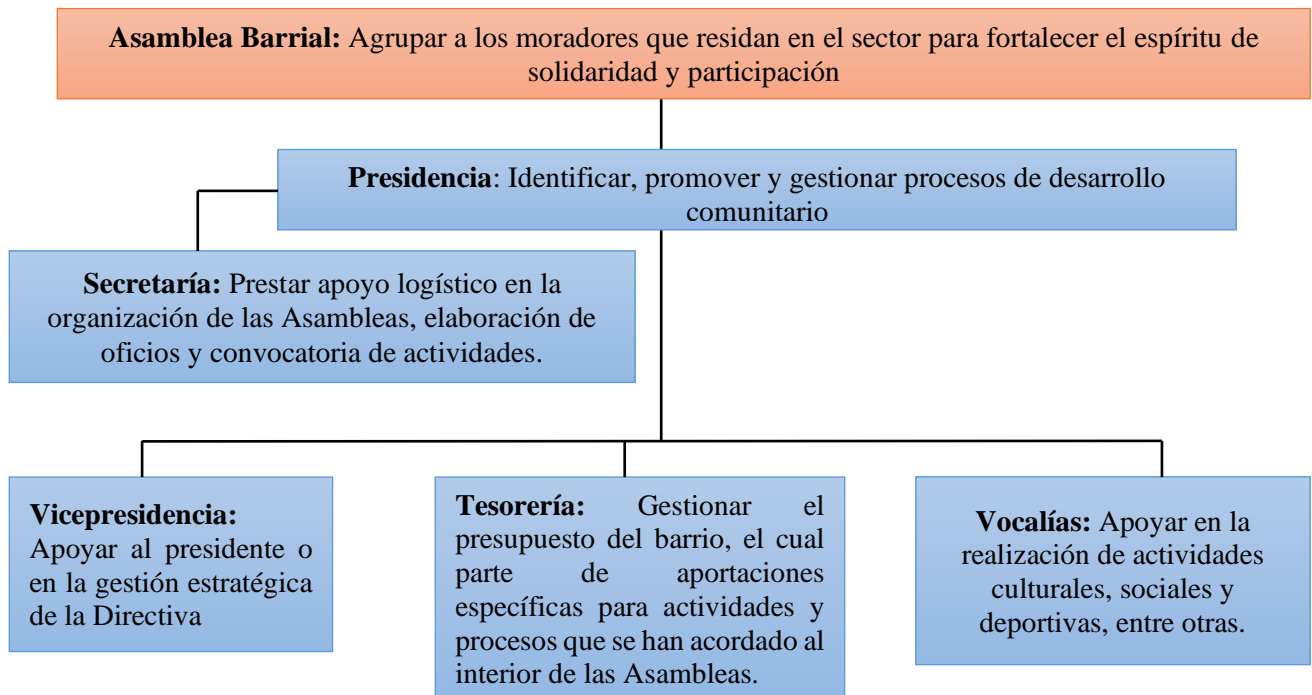 Asamblea Barrial: Agrupar a los moradores que residan en el sector para fortalecer el espíritu de
solidaridad y participación
Presidencia: Identificar, promover y gestionar procesos de desarrollo
comunitario
Secretaría: Prestar apoyo logístico en la
organización de las Asambleas, elaboración de
oficios y convocatoria de actividades.
Vicepresidencia:
Apoyar al presidente o
en la gestión estratégica
de la Directiva
Tesorería: Gestionar el
presupuesto del barrio, el cual
parte de aportaciones
específicas para actividades y
procesos que se han acordado al
interior de las Asambleas.
Vocalías: Apoyar en la
realización de actividades
culturales, sociales y
deportivas, entre otras.